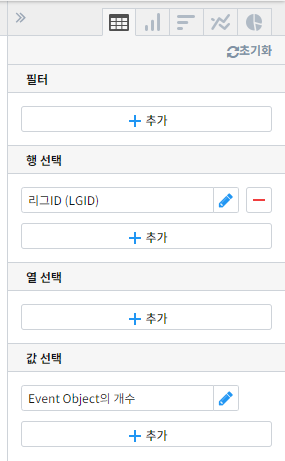 초기화
필터
추가
행 선택
리그ID (LGID)
추가
열 선택
추가
값 선택
Event Object의 개수
추가